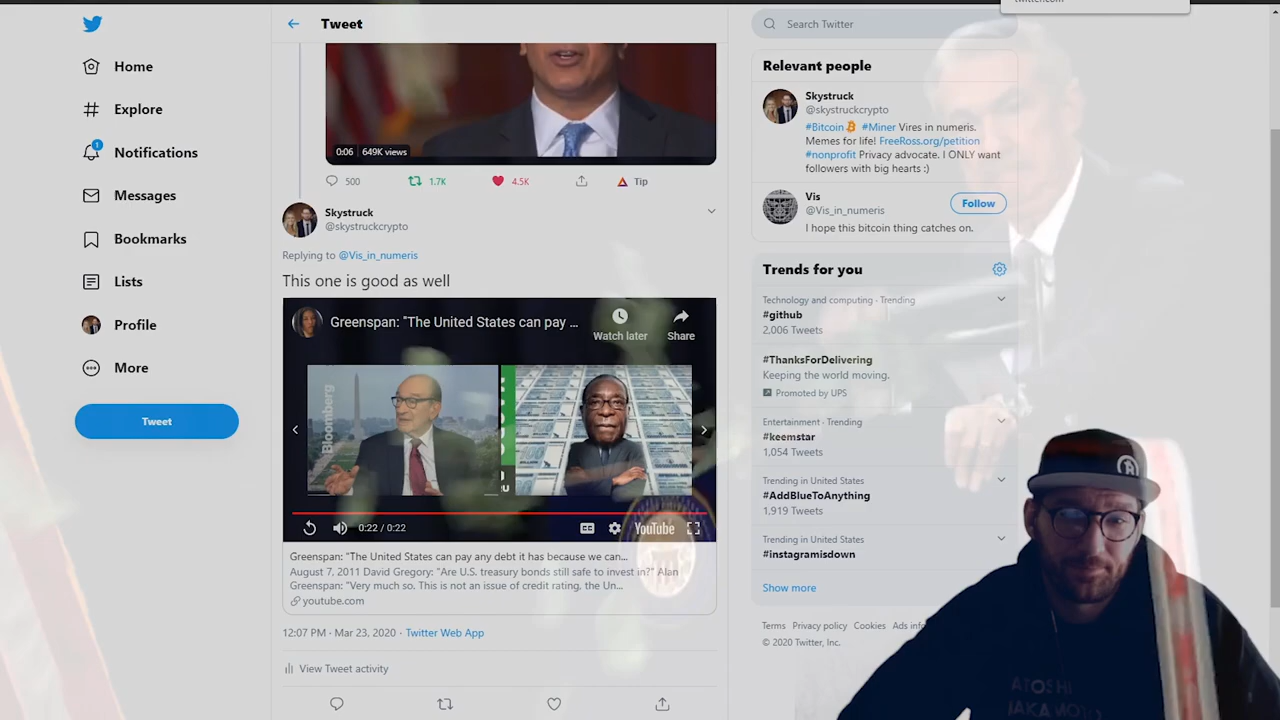 twitter.com
Tweet
Search Twitter
Home
Explore
1
Notifications
Messages
Bookmarks
Lists
Profile
More
Tweet
0:06
649K views
500
1.7K
4.5K
Tip
Skystruck
@skystruckcrypto
Replying to @Vis_in_numeris
This one is good as well
Greenspan: "The United States can pay ...
Watch later
Share
Bloomberg
0:22 / 0:22
CC
YouTube
Greenspan: "The United States can pay any debt it has because we can...
August 7, 2011 David Gregory: "Are U.S. treasury bonds still safe to invest in?" Alan
Greenspan: "Very much so. This is not an issue of credit rating, the Un...
youtube.com
12:07 PM · Mar 23, 2020 · Twitter Web App
View Tweet activity
Relevant people
Skystruck
@skystruckcrypto
#Bitcoin #Miner Vires in numeris.
Memes for life! FreeRoss.org/petition
#nonprofit Privacy advocate. I ONLY want
followers with big hearts :)
Vis
@Vis_in_numeris
Follow
I hope this bitcoin thing catches on.
Trends for you
Technology and computing · Trending
#github
2,006 Tweets
#ThanksForDelivering
Keeping the world moving.
Promoted by UPS
Entertainment · Trending
#keemstar
1,054 Tweets
Trending in United States
#AddBlueToAnything
1,919 Tweets
Trending in United States
#instagramisdown
Show more
Terms Privacy policy Cookies Ads info
© 2020 Twitter, Inc.